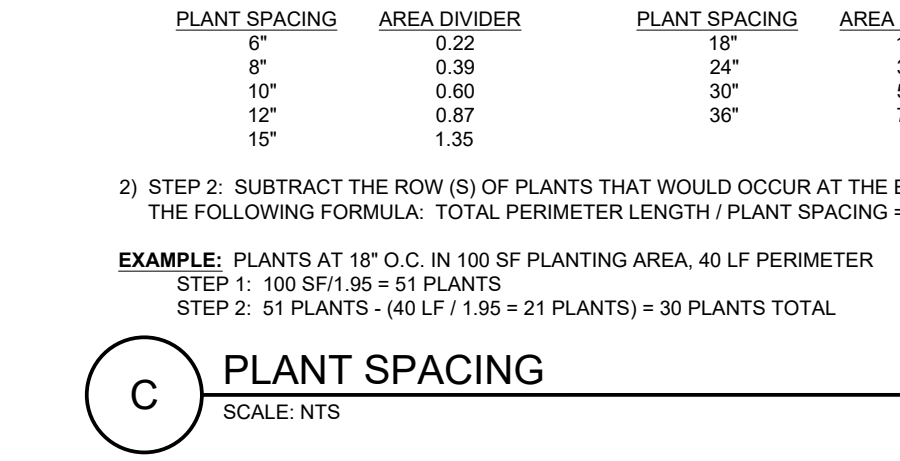 PLANT SPACING AREA DIVIDER PLANT SPACING AREA
6" 0.22 18"
8" 0.39 24"
10" 0.60 30"
12" 0.87 36"
15" 1.35
2) STEP 2: SUBTRACT THE ROW (S) OF PLANTS THAT WOULD OCCUR AT THE
THE FOLLOWING FORMULA: TOTAL PERIMETER LENGTH / PLANT SPACING =
EXAMPLE: PLANTS AT 18" O.C. IN 100 SF PLANTING AREA, 40 LF PERIMETER
STEP 1: 100 SF/1.95 = 51 PLANTS
STEP 2: 51 PLANTS - (40 LF / 1.95 = 21 PLANTS) = 30 PLANTS TOTAL
C PLANT SPACING
SCALE: NTS